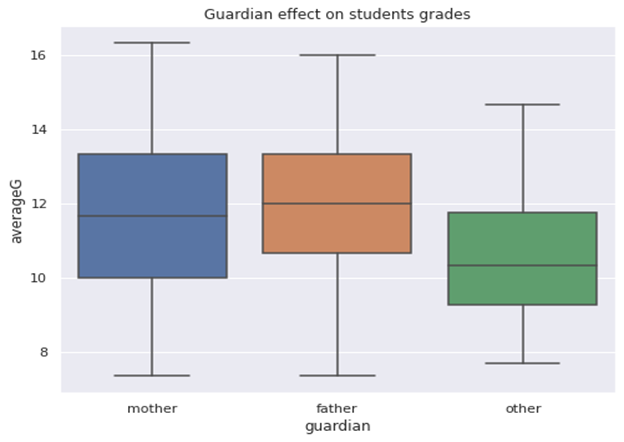 Guardian effect on students grades
16
14
12
10
8
averageG
mother father other
guardian